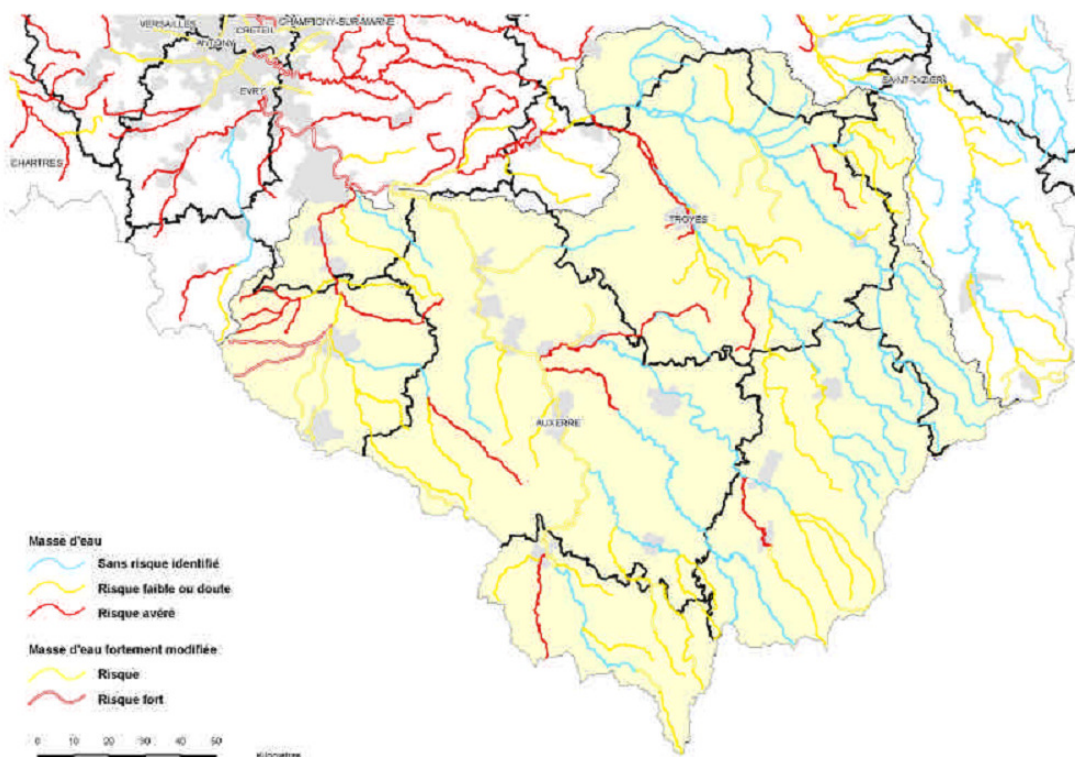 VERSAILLES
CRETEIL
CHAMPIGNY-SUR-MARNE
ANTONY
EVRY
SAINT-DIZIER
CHARTRES
TROYES
AUXERRE
Masse d'eau
Sans risque identifié
Risque faible ou doute
Risque avéré
Masse d'eau fortement modifiée
Risque
Risque fort
0 10 20 30 40 50